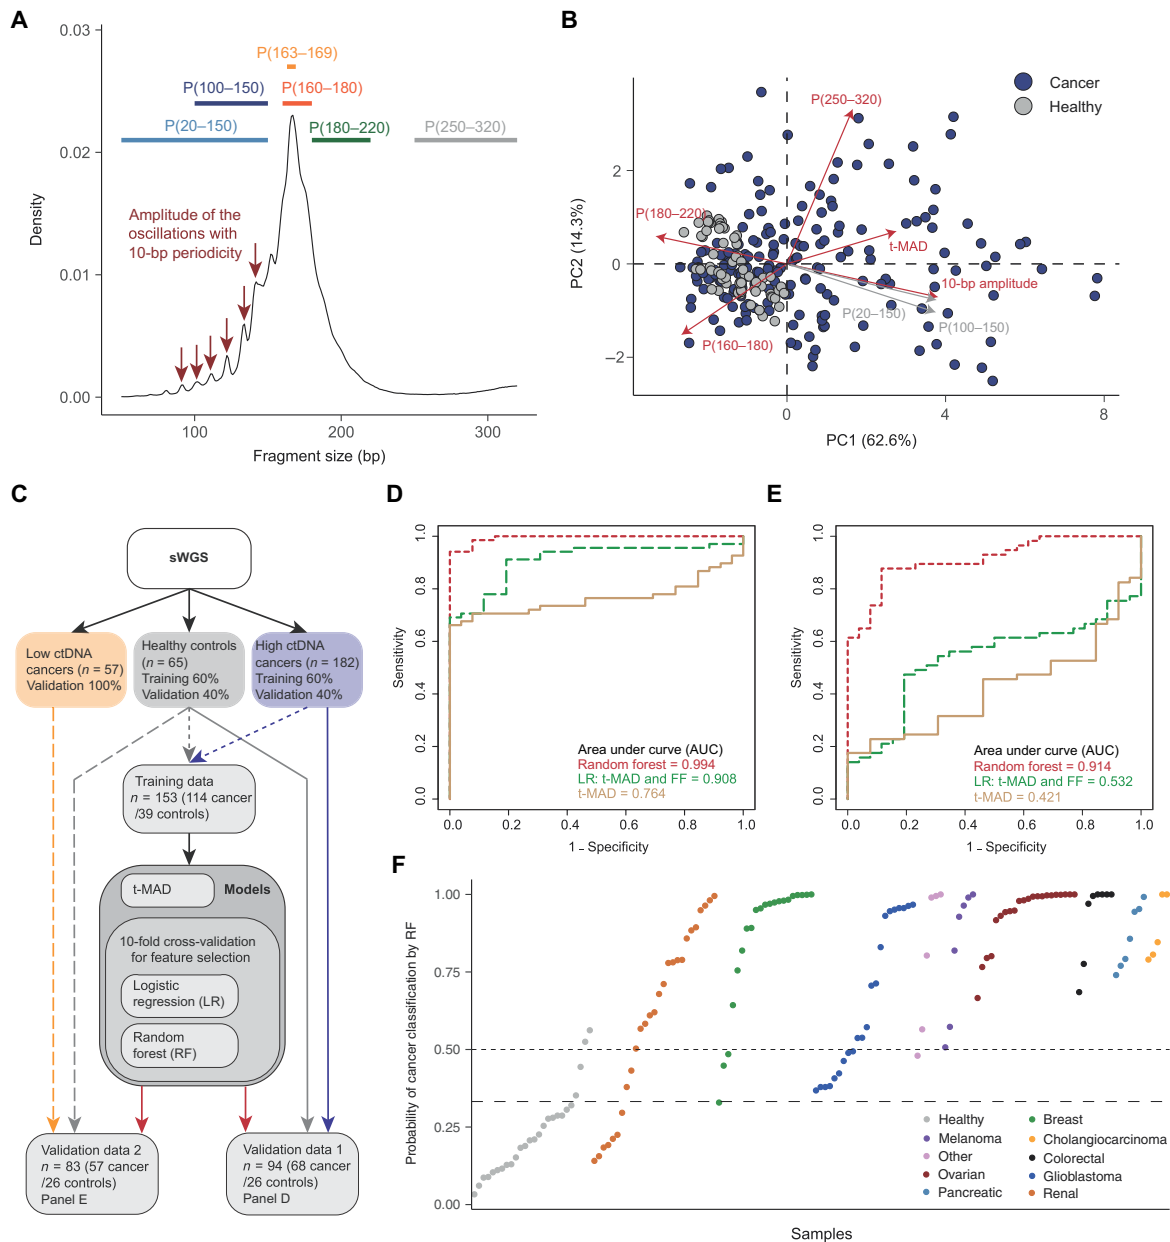 A
0.03
0.02
0.01
0.00
Density
P(163–169)
P(100–150)
P(160–180)
P(20–150)
P(180–220)
P(250–320)
Amplitude of the
oscillations with
10-bp periodicity
100
200
300
Fragment size (bp)
B
Cancer
Healthy
P(250–320)
P(180–220)
t-MAD
10-bp amplitude
P(20–150)
P(100–150)
P(160–180)
2
0
−2
PC2 (14.3%)
0
4
8
PC1 (62.6%)
C
sWGS
Low ctDNA
cancers (n = 57)
Validation 100%
Healthy controls
(n = 65)
Training 60%
Validation 40%
High ctDNA
cancers (n = 182)
Training 60%
Validation 40%
Training data
n = 153 (114 cancer
/39 controls)
t-MAD
Models
10-fold cross-validation
for feature selection
Logistic
regression (LR)
Random
forest (RF)
Validation data 2
n = 83 (57 cancer
/26 controls)
Panel E
Validation data 1
n = 94 (68 cancer
/26 controls)
Panel D
D
1.0
0.8
0.6
0.4
0.2
0.0
Sensitivity
Area under curve (AUC)
Random forest = 0.994
LR: t-MAD and FF = 0.908
t-MAD = 0.764
0.0
0.2
0.4
0.6
0.8
1.0
1 – Specificity
E
1.0
0.8
0.6
0.4
0.2
0.0
Sensitivity
Area under curve (AUC)
Random forest = 0.914
LR: t-MAD and FF = 0.532
t-MAD = 0.421
0.0
0.2
0.4
0.6
0.8
1.0
1 – Specificity
F
1.00
0.75
0.50
0.25
0.00
Probability of cancer classification by RF
Healthy
Melanoma
Other
Ovarian
Pancreatic
Breast
Cholangiocarcinoma
Colorectal
Glioblastoma
Renal
Samples